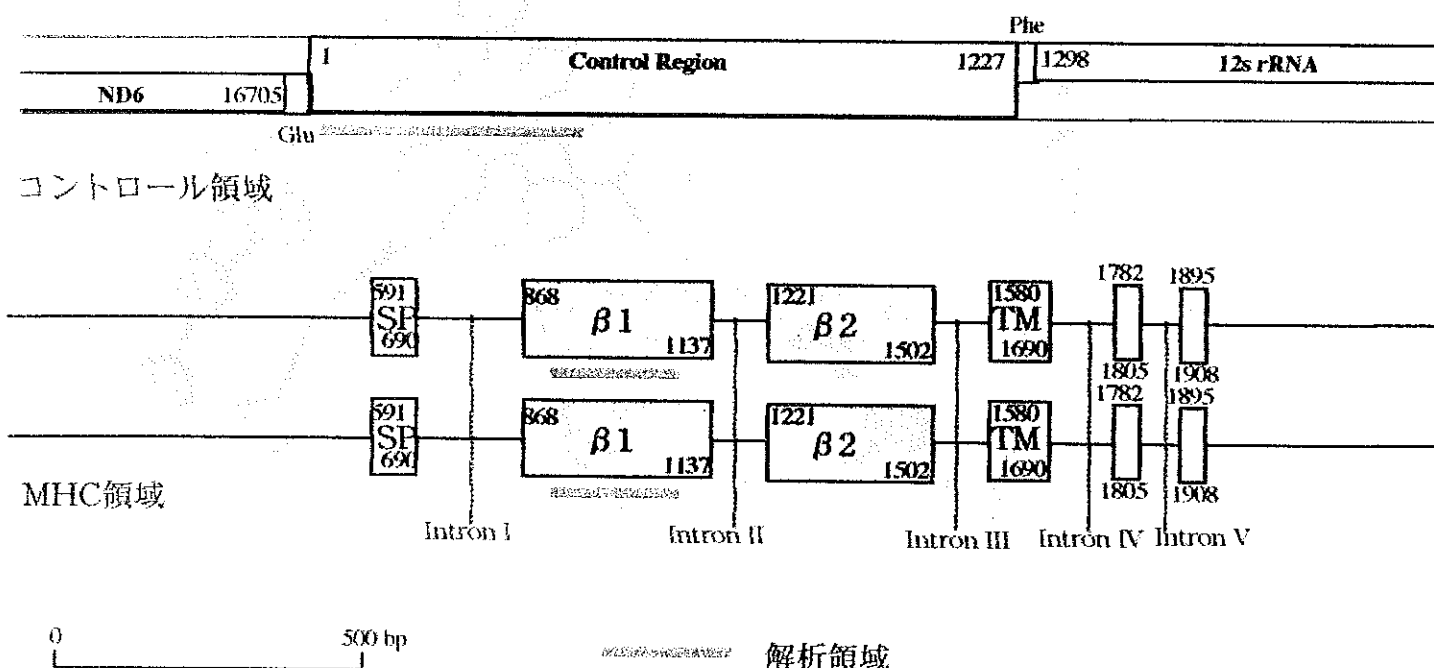 Phe
1 Control Region 1227 1298 12s rRNA
ND6 16705
Glu
コントロール領域
1782 1895
591 868 1221 1580
SP β1 β2 TM
690 1137 1502 1690
1805 1908
1782 1895
591 868 1221 1580
SP β1 β2 TM
690 1137 1502 1690
1805 1908
MHC領域
Intron I Intron II Intron III Intron IV Intron V
0 500 bp
解析領域